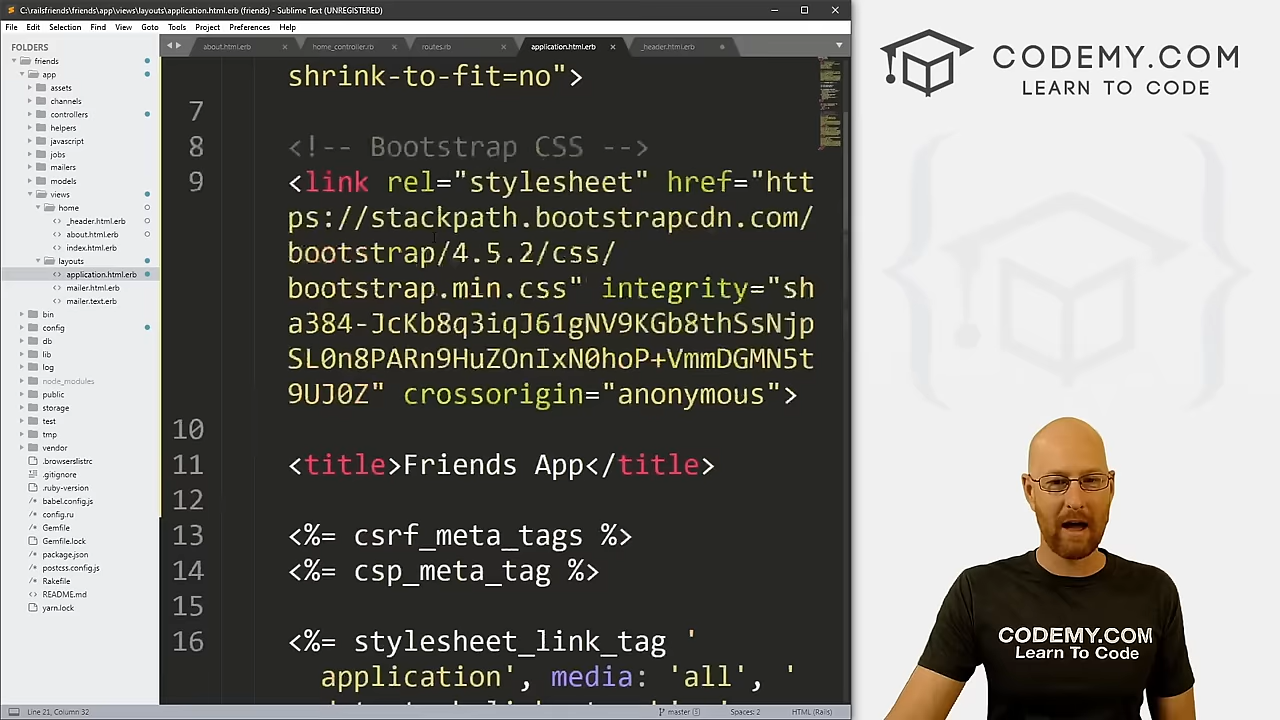 C:\railsfriends\friends\app\views\layouts\application.html.erb (friends) - Sublime Text (UNREGISTERED)
File Edit Selection Find View Goto Tools Project Preferences Help
FOLDERS
friends
app
assets
channels
controllers
helpers
javascript
jobs
mailers
models
views
home
_header.html.erb
about.html.erb
index.html.erb
layouts
application.html.erb
mailer.html.erb
mailer.text.erb
bin
config
db
lib
log
node_modules
public
storage
test
tmp
vendor
.browserslistrc
.gitignore
.ruby-version
babel.config.js
config.ru
Gemfile
Gemfile.lock
package.json
postcss.config.js
Rakefile
README.md
yarn.lock
about.html.erb home_controller.rb routes.rb application.html.erb _header.html.erb
shrink-to-fit=no">
7
8 <!-- Bootstrap CSS -->
9 <link rel="stylesheet" href="htt
ps://stackpath.bootstrapcdn.com/
bootstrap/4.5.2/css/
bootstrap.min.css" integrity="sh
a384-JcKb8q3iqJ61gNV9KGb8thSsNjp
SL0n8PARn9HuZOnIxN0hoP+VmmDGMN5t
9UJ0Z" crossorigin="anonymous">
10
11 <title>Friends App</title>
12
13 <%= csrf_meta_tags %>
14 <%= csp_meta_tag %>
15
16 <%= stylesheet_link_tag '
application', media: 'all', '
Line 21, Column 32 master (5) Spaces: 2 HTML (Rails)
CODEMY.COM
LEARN TO CODE
CODEMY.COM
Learn To Code